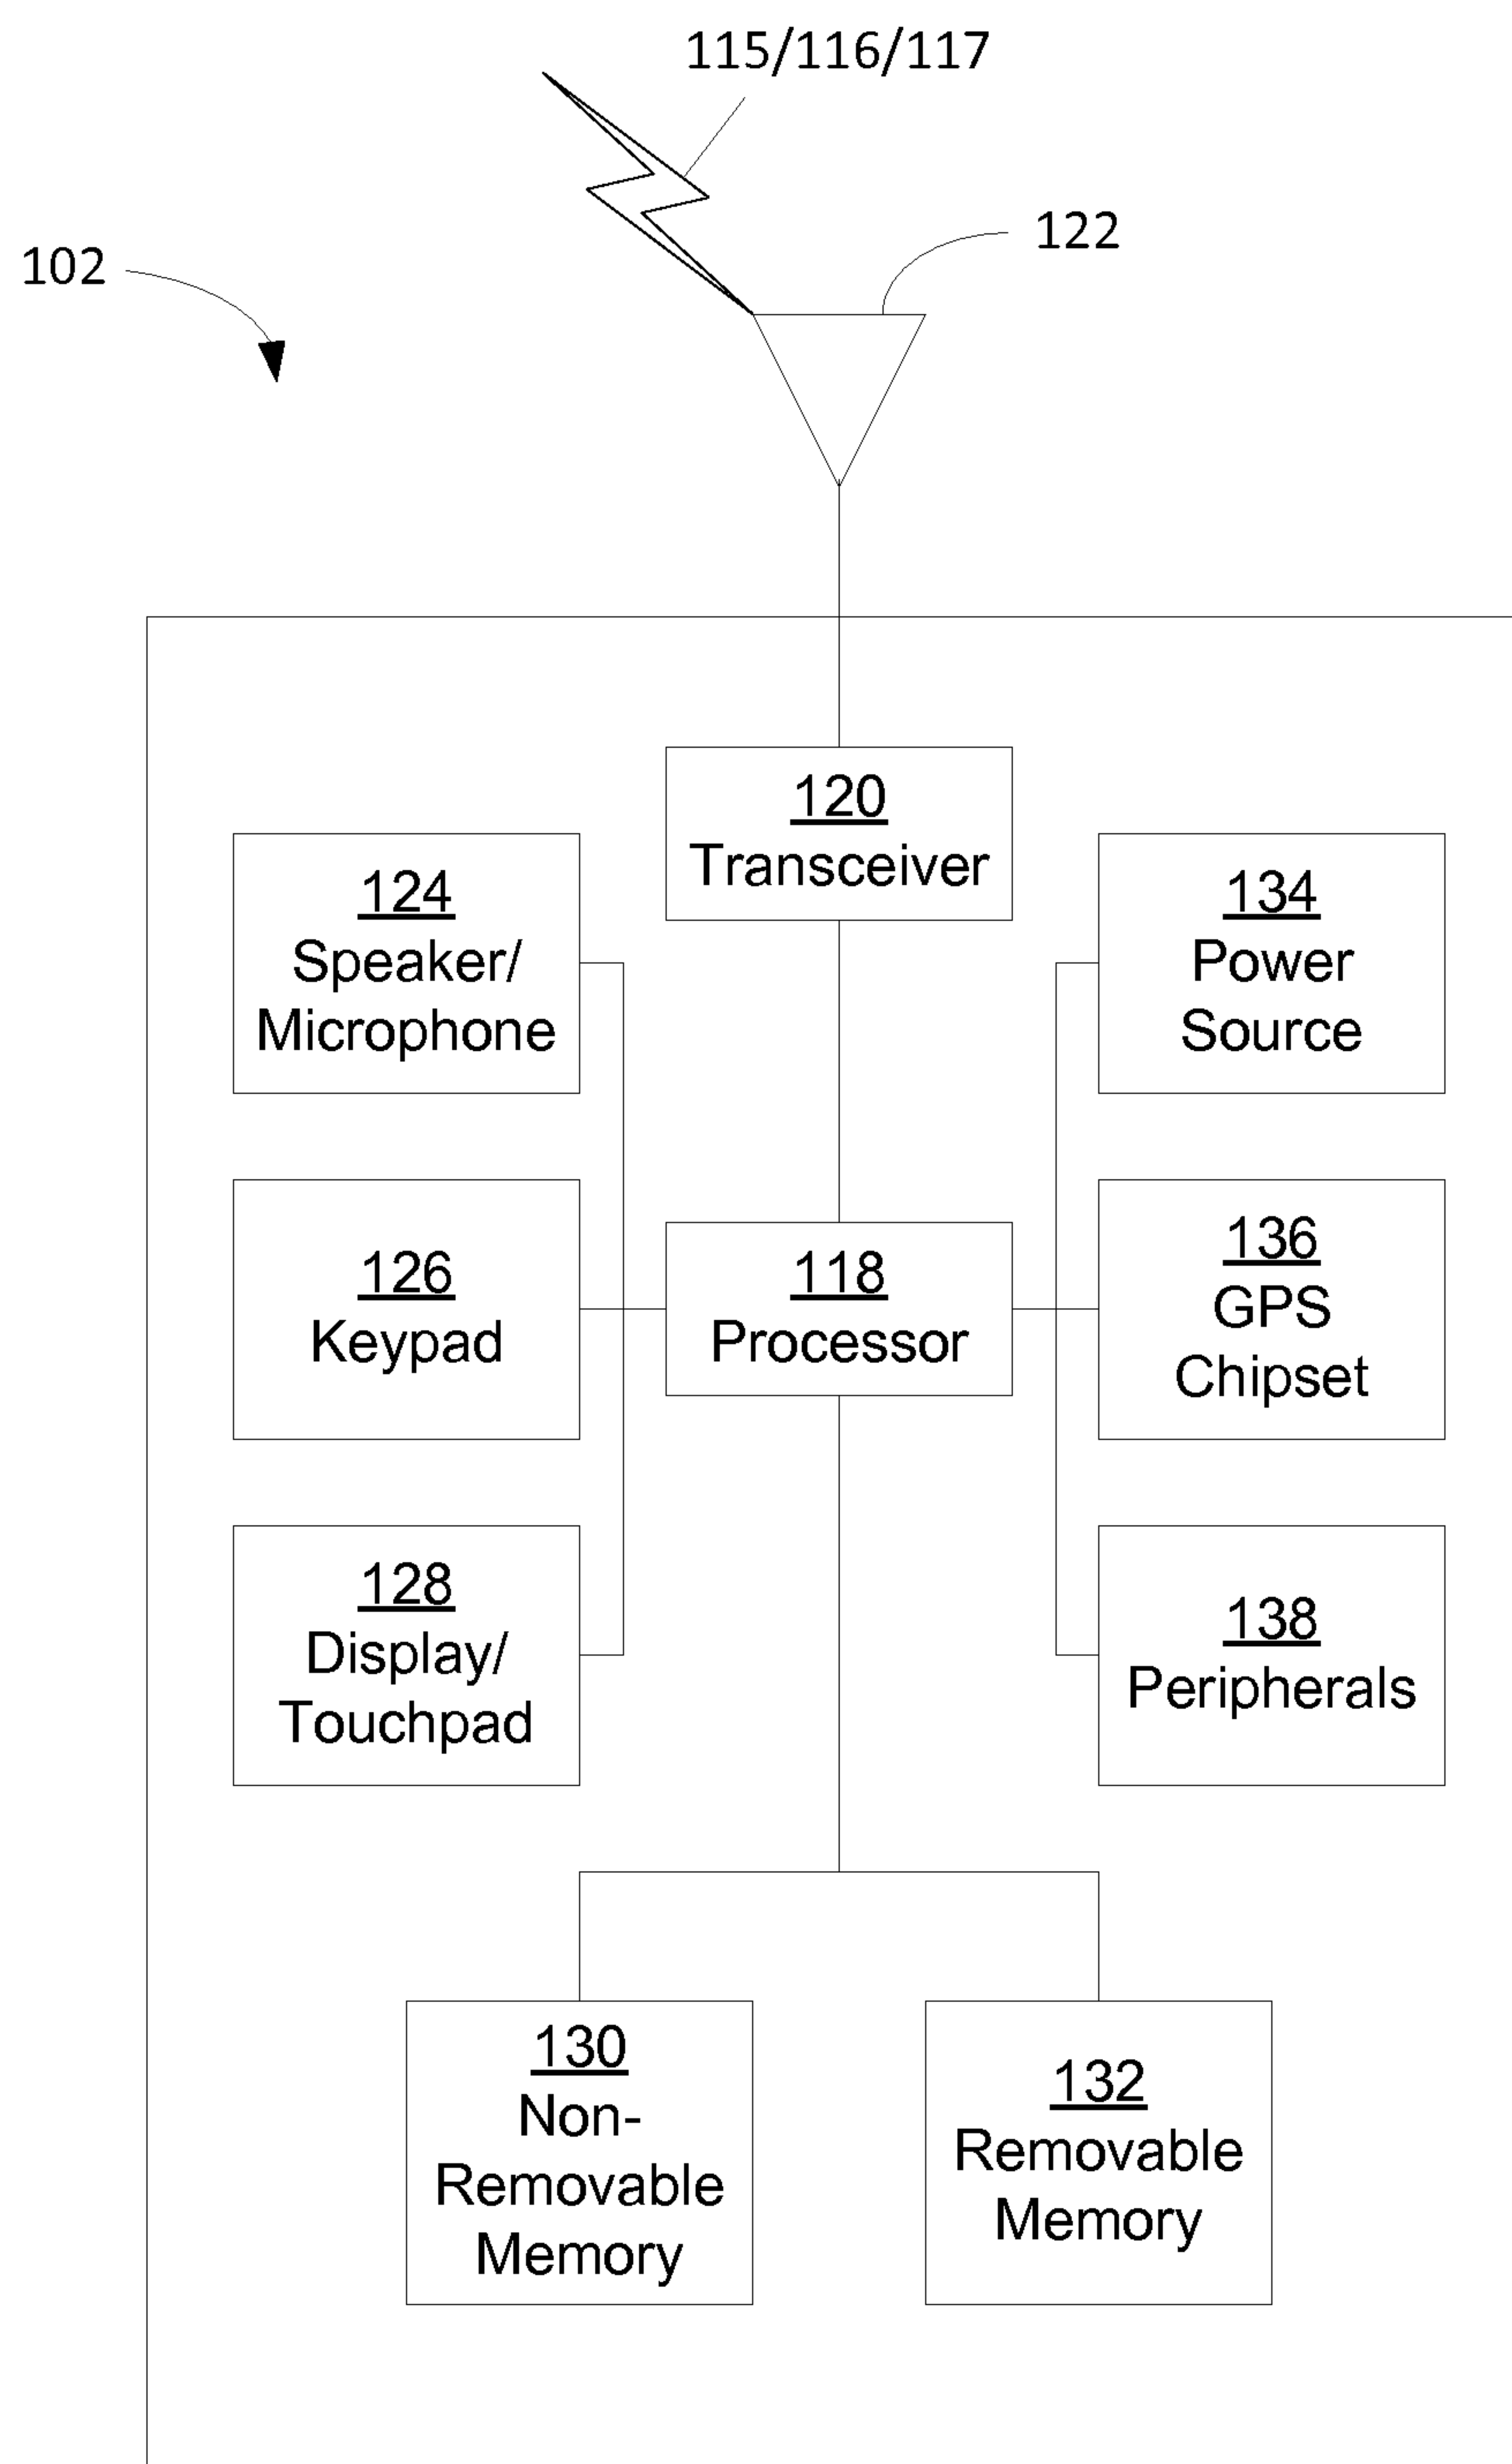 115/116/117
122
102
120
Transceiver
124
Speaker/
Microphone
134
Power
Source
126
Keypad
118
Processor
136
GPS
Chipset
128
Display/
Touchpad
138
Peripherals
130
Non-
Removable
Memory
132
Removable
Memory